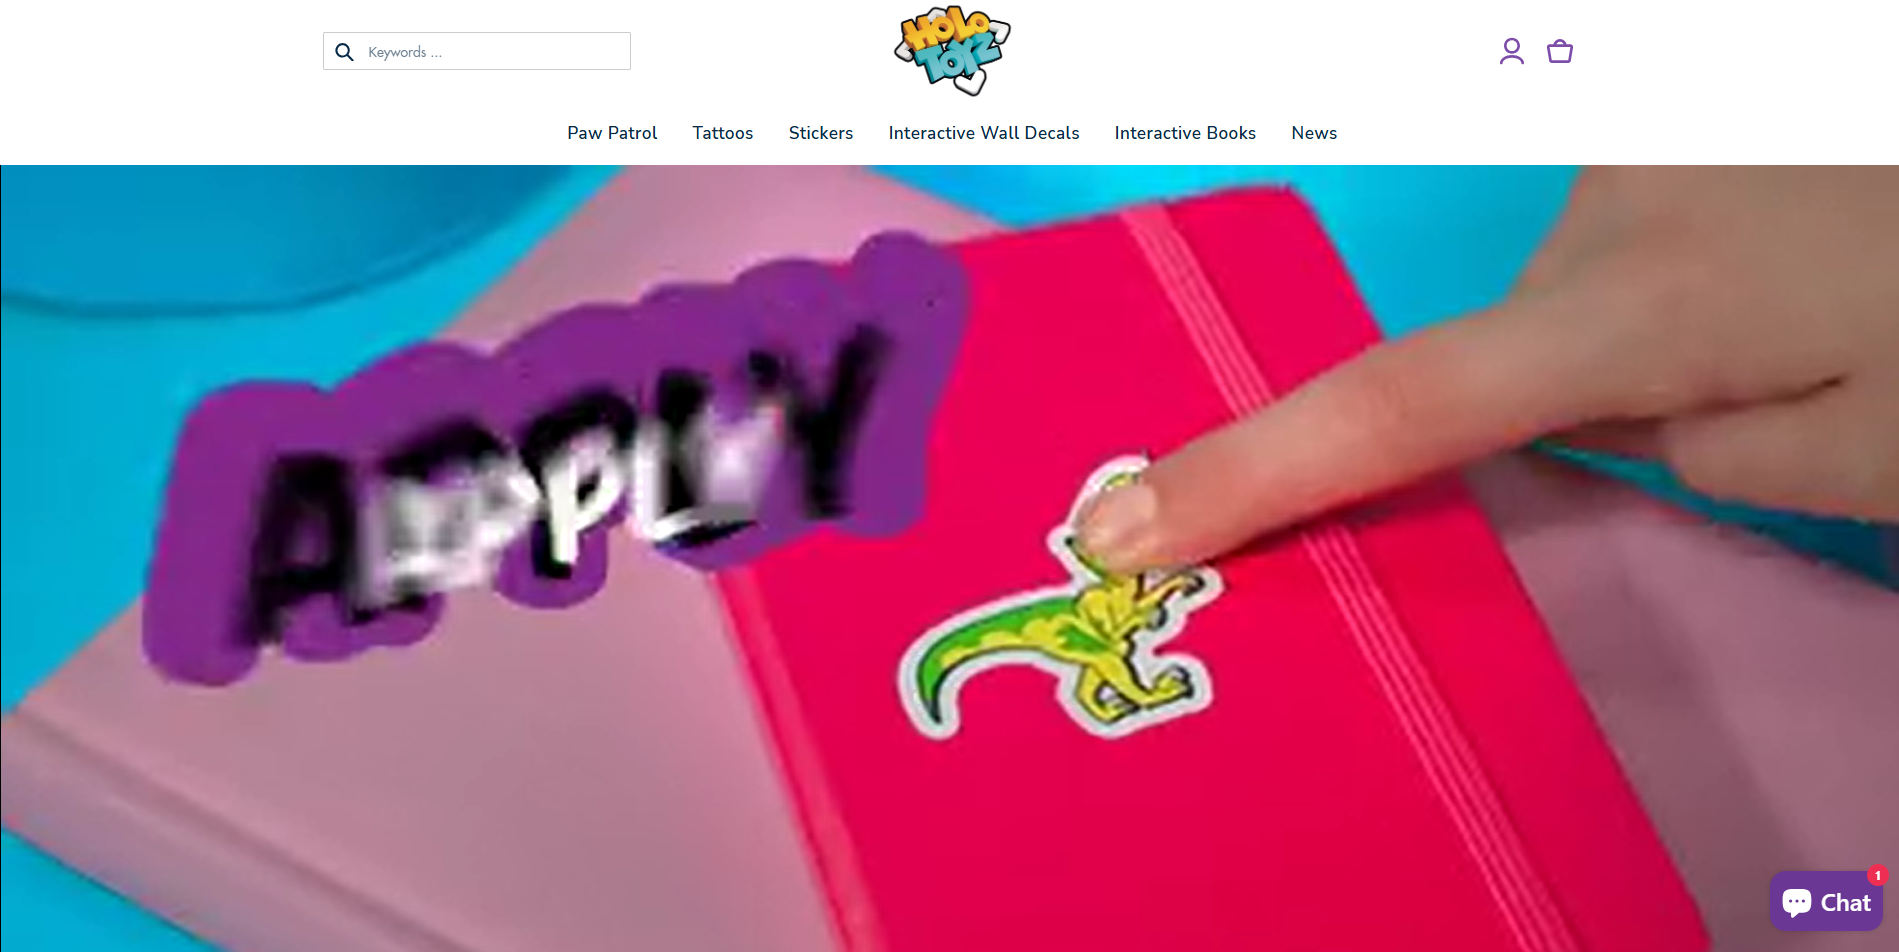 Keywords ...
HOLO
TOYZ
Paw Patrol
Tattoos
Stickers
Interactive Wall Decals
Interactive Books
News
APPLY
1
Chat